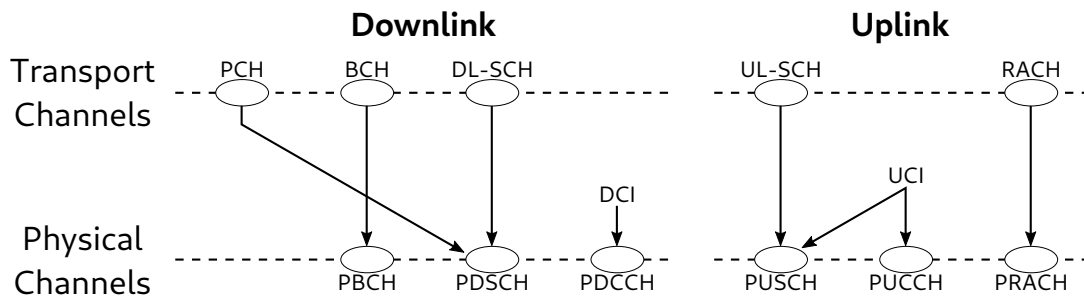 Downlink
Uplink
Transport
Channels
PCH
BCH
DL-SCH
UL-SCH
RACH
DCI
UCI
Physical
Channels
PBCH
PDSCH
PDCCH
PUSCH
PUCCH
PRACH